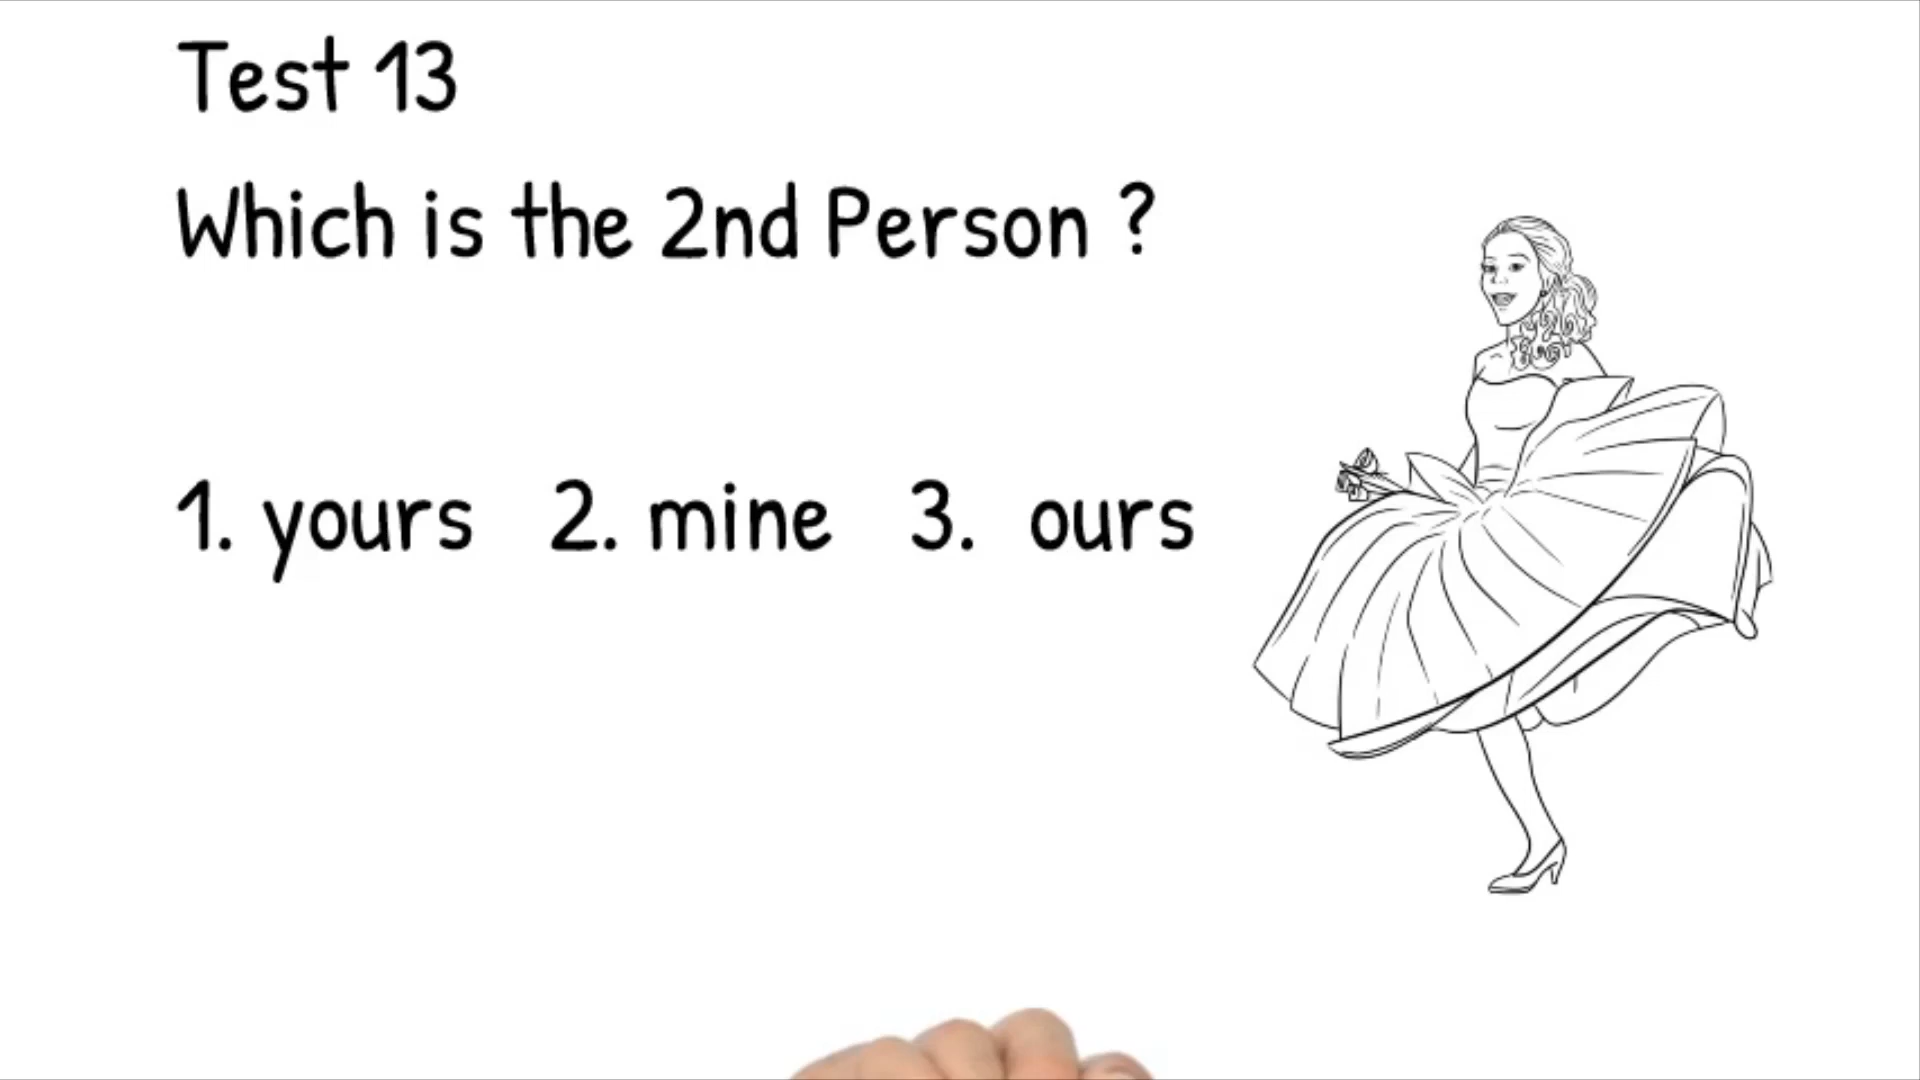 Test 13
Which is the 2nd Person ?
1. yours 2. mine 3. ours